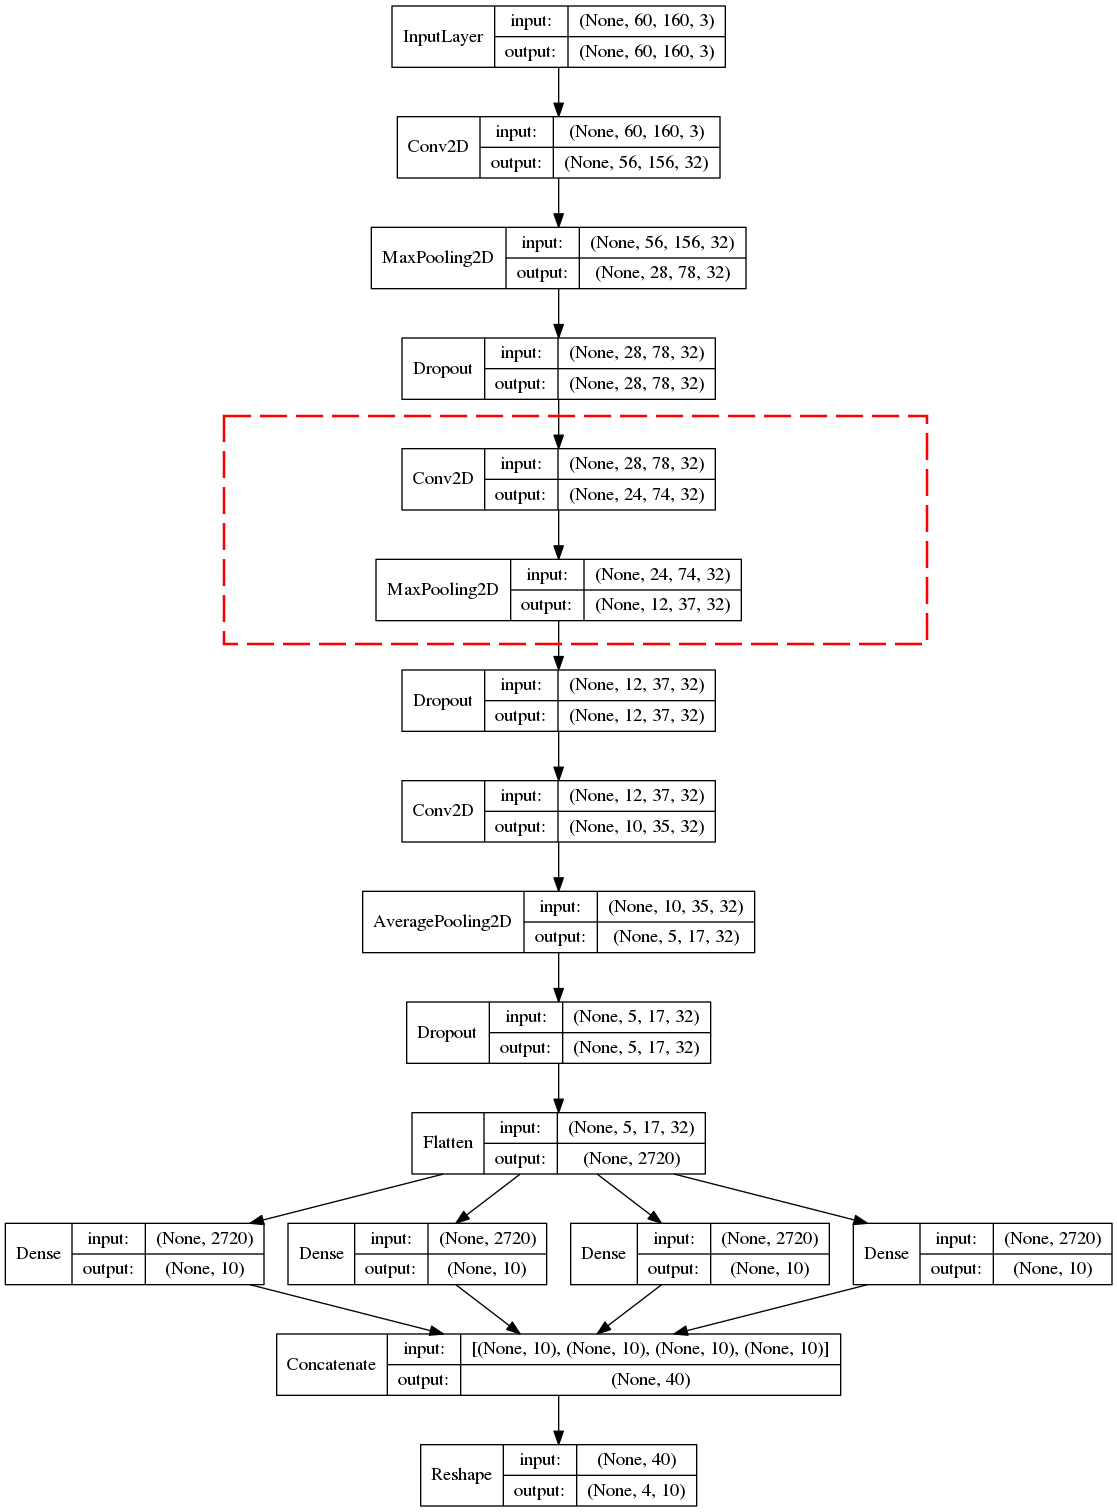 InputLayer
input: (None, 60, 160, 3)
output: (None, 60, 160, 3)
Conv2D
input: (None, 60, 160, 3)
output: (None, 56, 156, 32)
MaxPooling2D
input: (None, 56, 156, 32)
output: (None, 28, 78, 32)
Dropout
input: (None, 28, 78, 32)
output: (None, 28, 78, 32)
Conv2D
input: (None, 28, 78, 32)
output: (None, 24, 74, 32)
MaxPooling2D
input: (None, 24, 74, 32)
output: (None, 12, 37, 32)
Dropout
input: (None, 12, 37, 32)
output: (None, 12, 37, 32)
Conv2D
input: (None, 12, 37, 32)
output: (None, 10, 35, 32)
AveragePooling2D
input: (None, 10, 35, 32)
output: (None, 5, 17, 32)
Dropout
input: (None, 5, 17, 32)
output: (None, 5, 17, 32)
Flatten
input: (None, 5, 17, 32)
output: (None, 2720)
Dense
input: (None, 2720)
output: (None, 10)
Dense
input: (None, 2720)
output: (None, 10)
Dense
input: (None, 2720)
output: (None, 10)
Dense
input: (None, 2720)
output: (None, 10)
Concatenate
input: [(None, 10), (None, 10), (None, 10), (None, 10)]
output: (None, 40)
Reshape
input: (None, 40)
output: (None, 4, 10)